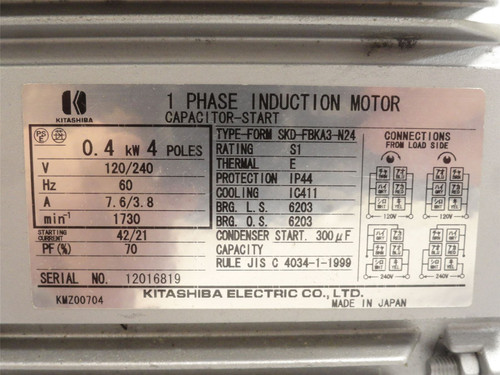 KITASHIBA
1 PHASE INDUCTION MOTOR
CAPACITOR-START
PS
E
0.4 kW 4 POLES
V 120/240
Hz 60
A 7.6/3.8
min-1 1730
STARTING CURRENT 42/21
PF(%) 70
SERIAL NO. 12016819
KMZ00704
TYPE-FORM SKD-FBKA3-N24
RATING S1
THERMAL E
PROTECTION IP44
COOLING IC411
BRG. L.S. 6203
BRG. O.S. 6203
CONDENSER START. 300μF
CAPACITY
RULE JIS C 4034-1-1999
CONNECTIONS
FROM LOAD SIDE
120V 120V
240V 240V
KITASHIBA ELECTRIC CO., LTD.
MADE IN JAPAN